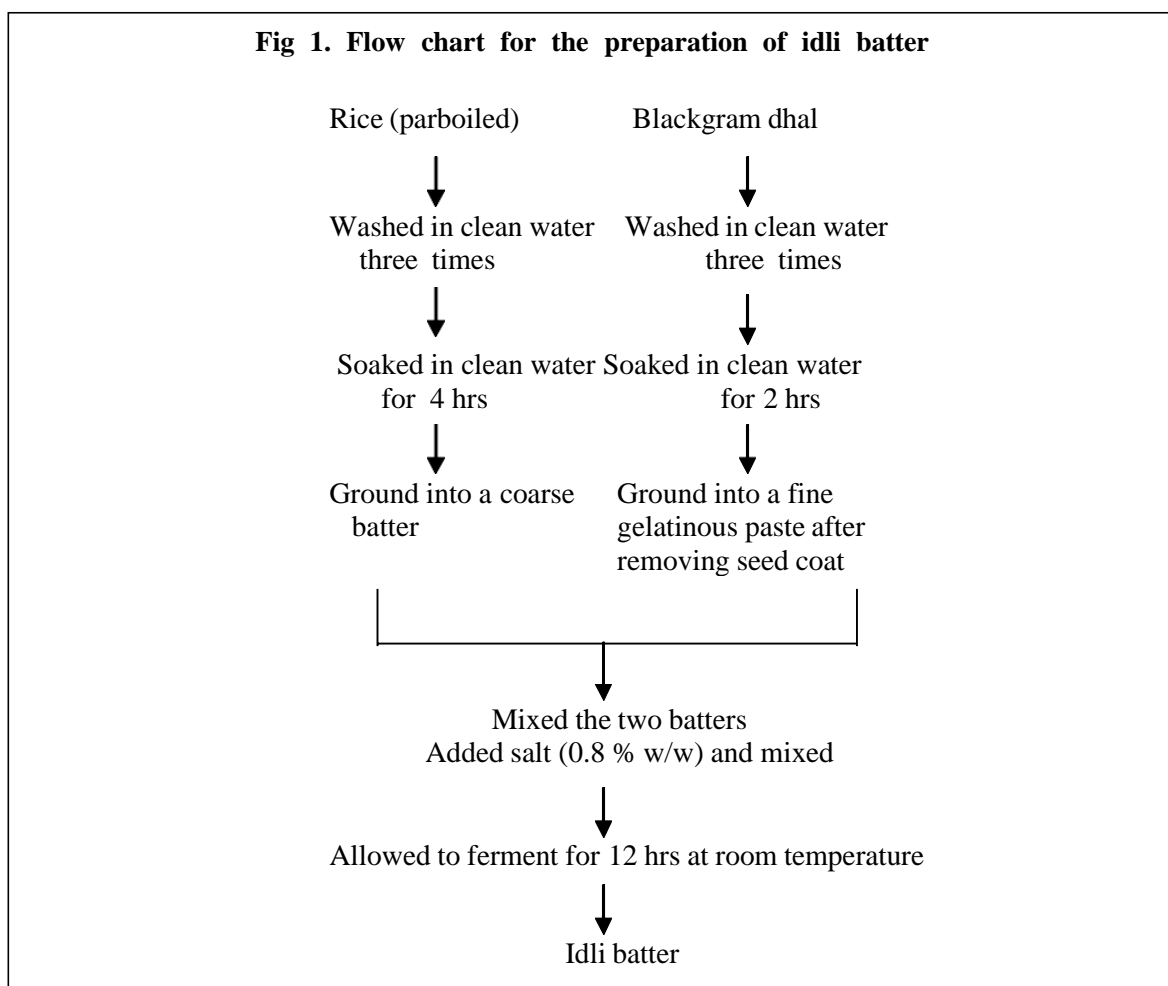 Fig 1. Flow chart for the preparation of idli batter
Rice (parboiled)
Blackgram dhal
Washed in clean water
three times
Washed in clean water
three times
Soaked in clean water
for 4 hrs
Soaked in clean water
for 2 hrs
Ground into a coarse
batter
Ground into a fine
gelatinous paste after
removing seed coat
Mixed the two batters
Added salt (0.8 % w/w) and mixed
Allowed to ferment for 12 hrs at room temperature
Idli batter